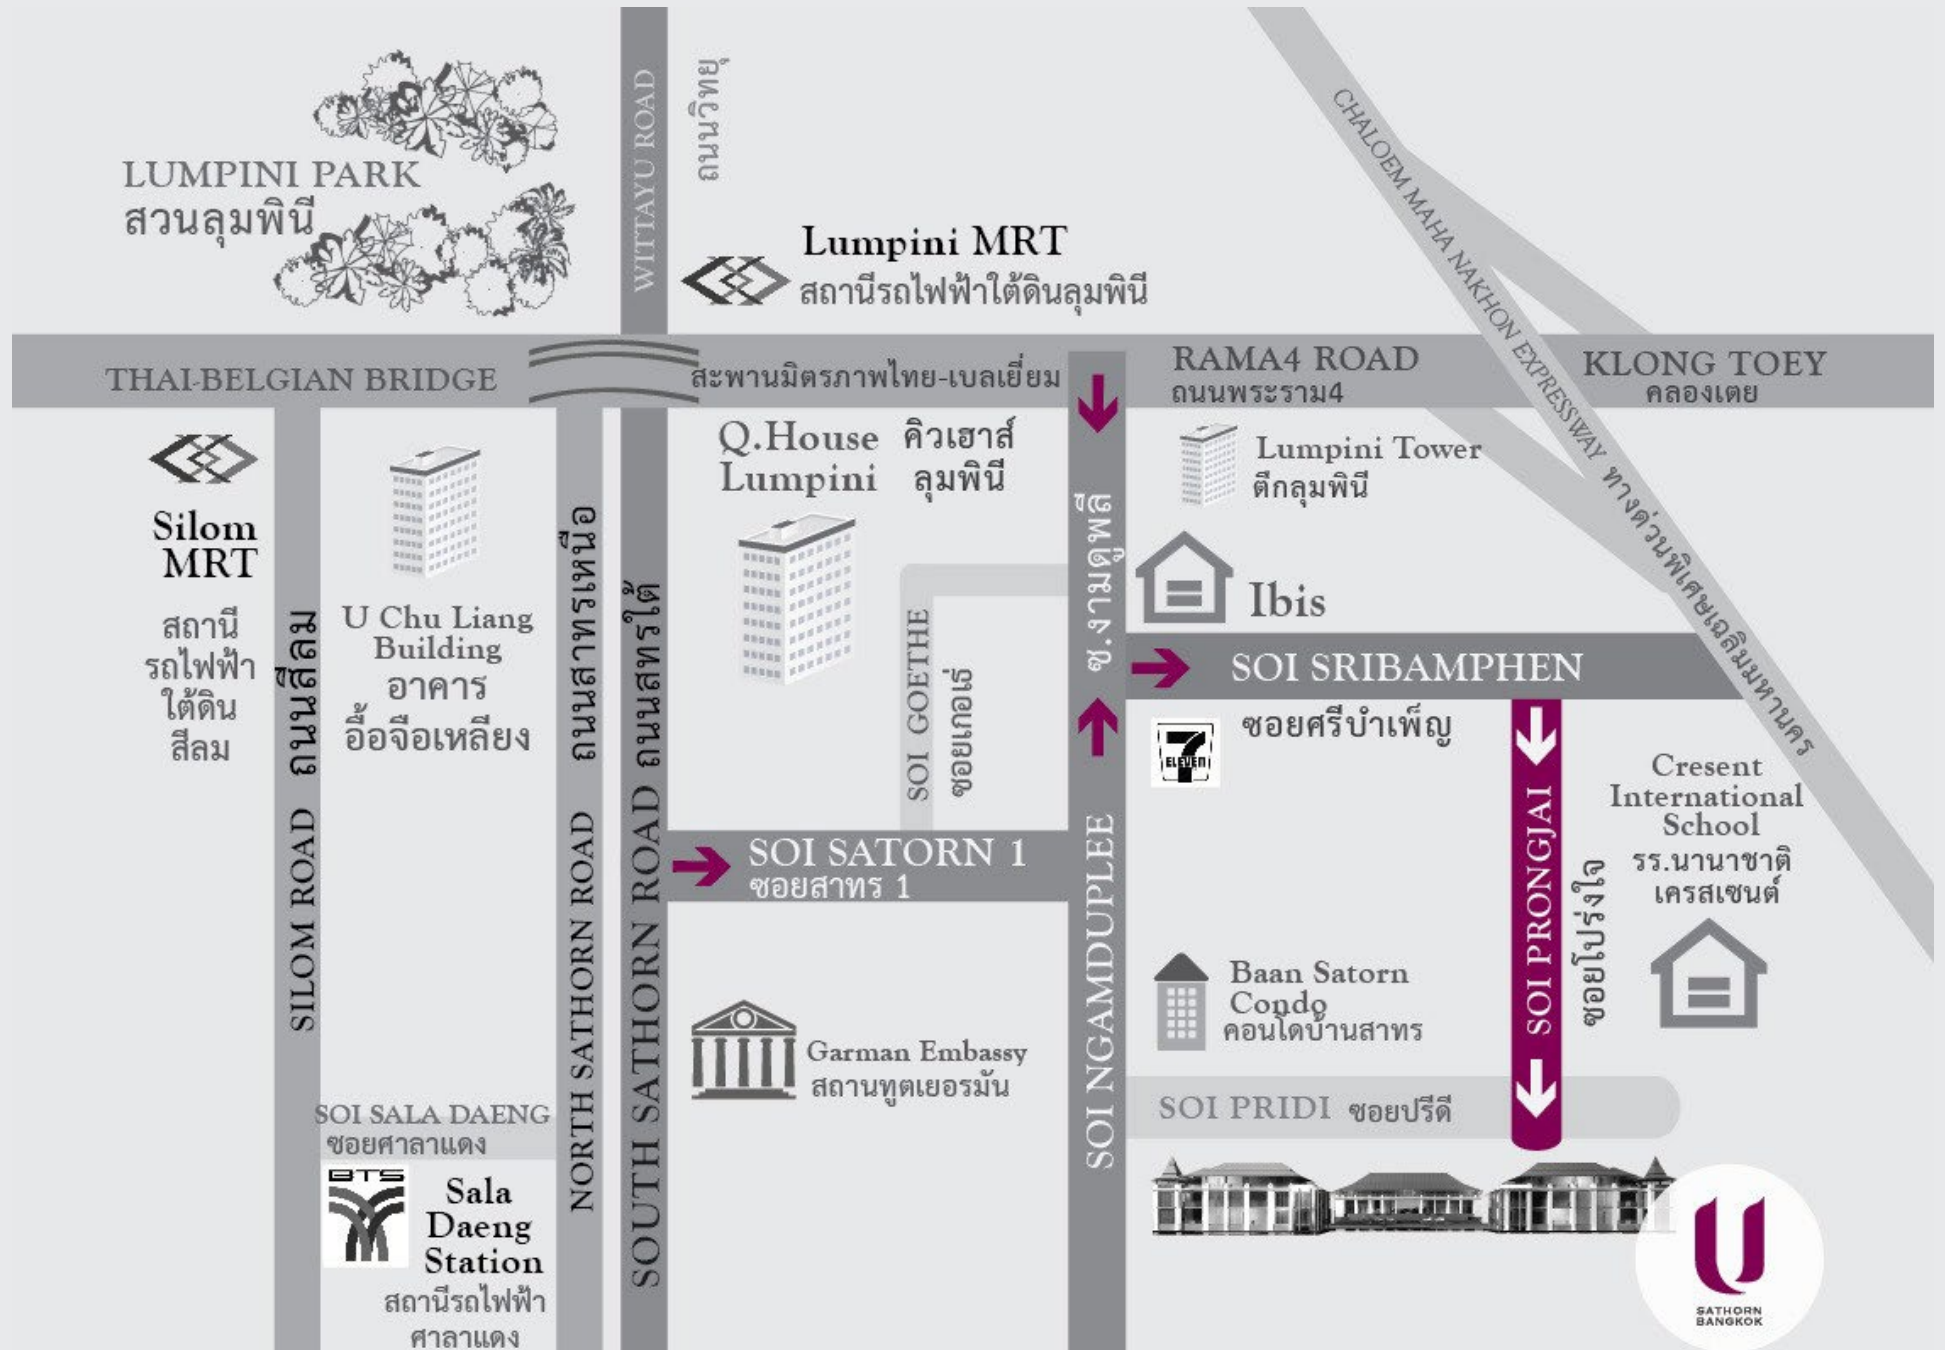 LUMPINI PARK
สวนลุมพินี
WITTAYU ROAD
ถนนวิทยุ
Lumpini MRT
สถานีรถไฟฟ้าใต้ดินลุมพินี
CHALOEM MAHA NAKHON EXPRESSWAY ทางด่วนพิเศษเฉลิมมหานคร
THAI-BELGIAN BRIDGE
สะพานมิตรภาพไทย-เบลเยี่ยม
RAMA4 ROAD
ถนนพระราม4
KLONG TOEY
คลองเตย
Silom
MRT
สถานี
รถไฟฟ้า
ใต้ดิน
สีลม
SILOM ROAD ถนนสีลม
U Chu Liang
Building
อาคาร
อื้อจือเหลียง
NORTH SATHORN ROAD ถนนสาทรเหนือ
SOUTH SATHORN ROAD ถนนสทรใต้
Q.House
Lumpini
คิวเฮาส์
ลุมพินี
SOI GOETHE
ซอยเกอเธ่
SOI NGAMDUPLEE
ซ.งามดูพลี
Lumpini Tower
ตึกลุมพินี
Ibis
SOI SRIBAMPHEN
ซอยศรีบำเพ็ญ
7
ELEVEN
SOI SATORN 1
ซอยสาทร 1
SOI PRONGJAI
ซอยโปร่งใจ
Cresent
International
School
รร.นานาชาติ
เครสเซนต์
Garman Embassy
สถานทูตเยอรมัน
Baan Satorn
Condo
คอนโดบ้านสาทร
SOI PRIDI ซอยปรีดี
SOI SALA DAENG
ซอยศาลาแดง
BTS
Sala
Daeng
Station
สถานีรถไฟฟ้า
ศาลาแดง
U
SATHORN
BANGKOK